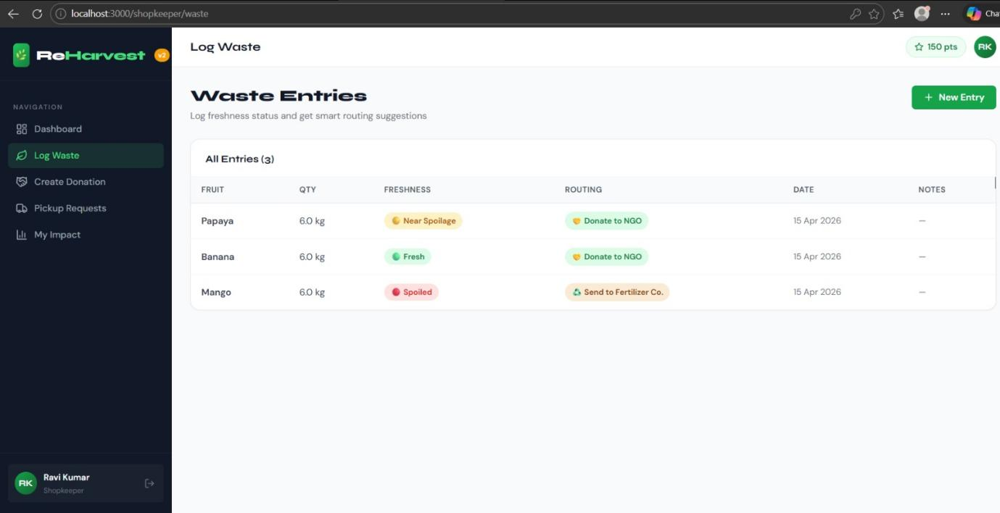 localhost:3000/shopkeeper/waste
Cha
ReHarvest v2
Log Waste
150 pts RK
NAVIGATION
Dashboard
Log Waste
Create Donation
Pickup Requests
My Impact
Waste Entries
Log freshness status and get smart routing suggestions
+ New Entry
All Entries (3)
FRUIT QTY FRESHNESS ROUTING DATE NOTES
Papaya 6.0 kg Near Spoilage Donate to NGO 15 Apr 2026 —
Banana 6.0 kg Fresh Donate to NGO 15 Apr 2026 —
Mango 6.0 kg Spoiled Send to Fertilizer Co. 15 Apr 2026 —
RK Ravi Kumar
Shopkeeper